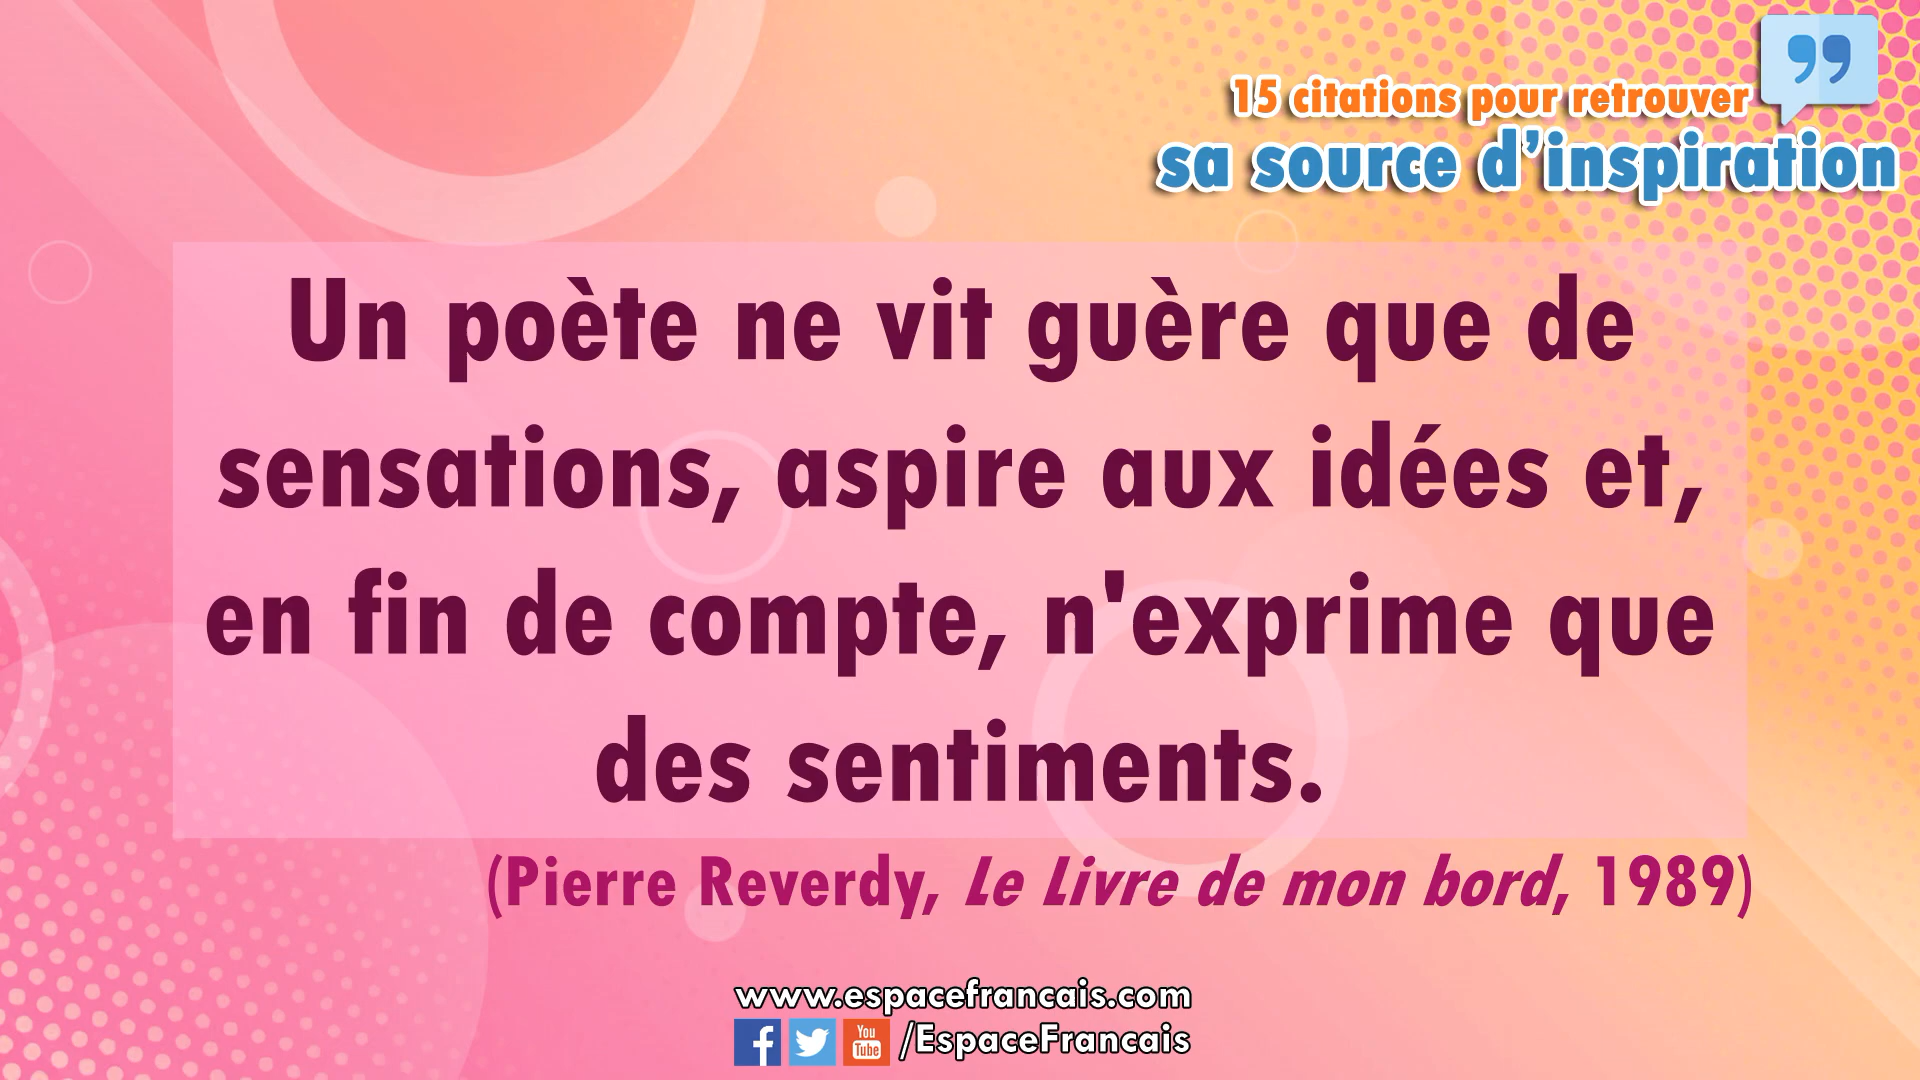 15 citations pour retrouver
sa source d’inspiration
Un poète ne vit guère que de
sensations, aspire aux idées et,
en fin de compte, n'exprime que
des sentiments.
(Pierre Reverdy, Le Livre de mon bord, 1989)
www.espacefrancais.com
You
Tube
/EspaceFrancais